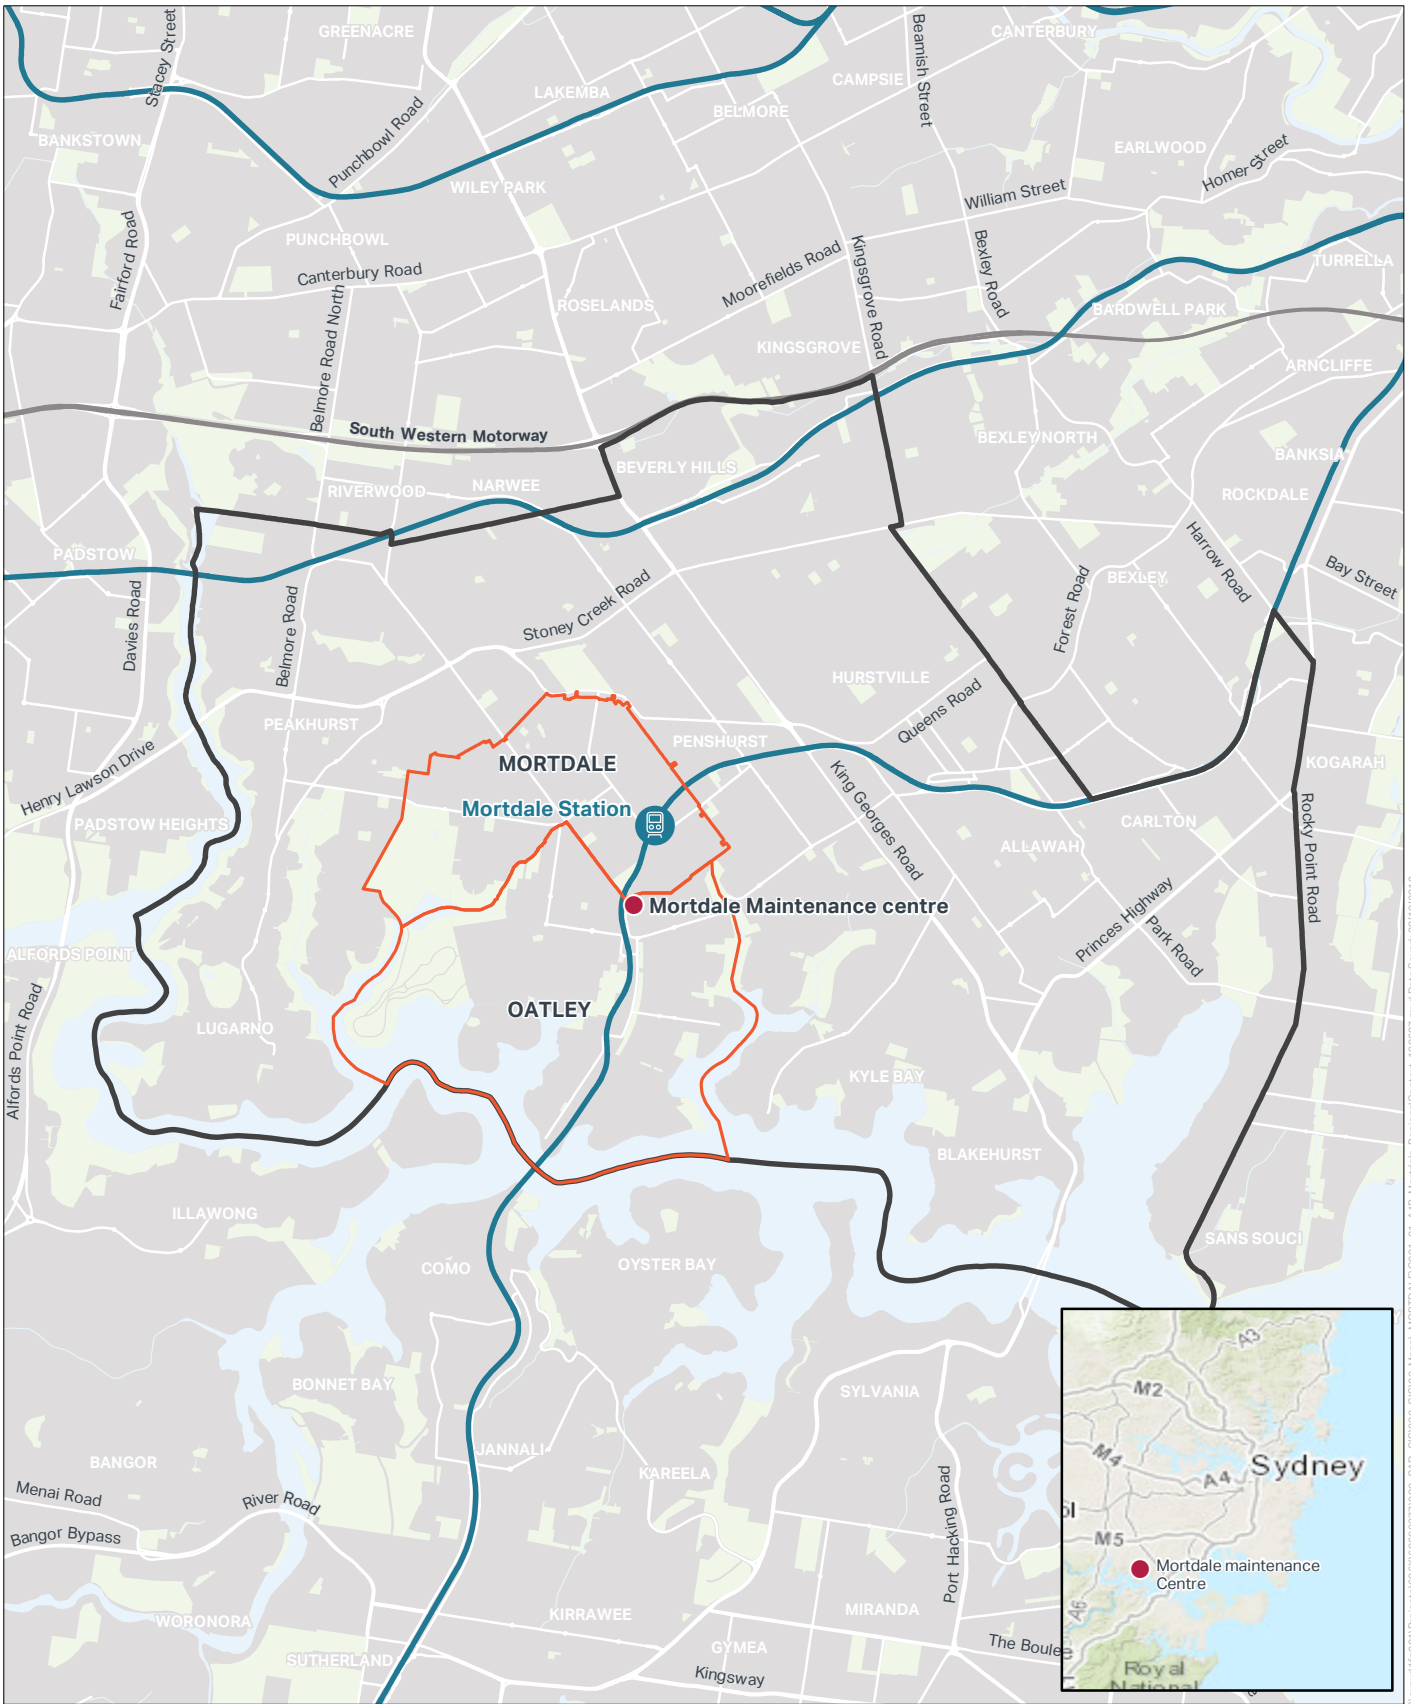 GREENACRE
Stacey Street
CANTERBURY
Beamish Street
CAMPSIE
LAKEMBA
BELMORE
Punchbowl Road
BANKSTOWN
EARLWOOD
Homer Street
WILEY PARK
William Street
Fairford Road
PUNCHBOWL
Canterbury Road
Moorefields Road
Kingsgrove Road
Bexley Road
TURRELLA
Belmore Road North
ROSELANDS
BARDWELL PARK
KINGSGROVE
ARNCLIFFE
South Western Motorway
BEXLEY NORTH
BANKSIA
BEVERLY HILLS
RIVERWOOD
NARWEE
ROCKDALE
PADSTOW
Harrow Road
Bay Street
BEXLEY
Davies Road
Belmore Road
Stoney Creek Road
Forest Road
HURSTVILLE
Queens Road
PEAKHURST
PENSHURST
MORTDALE
KOGARAH
Henry Lawson Drive
Mortdale Station
King Georges Road
PADSTOW HEIGHTS
CARLTON
ALLAWAH
Rocky Point Road
Mortdale Maintenance centre
Princes Highway
Park Road
ALFORDS POINT
Alfords Point Road
OATLEY
LUGARNO
KYLE BAY
BLAKEHURST
ILLAWONG
SANS SOUCI
COMO
OYSTER BAY
BONNET BAY
SYLVANIA
JANNALI
BANGOR
KAREELA
Menai Road
River Road
Bangor Bypass
Port Hacking Road
WORONORA
KIRRAWEE
MIRANDA
SUTHERLAND
GYMEA
The Boule
Kingsway
A3
M2
M4
A4
Sydney
ol
M5
Mortdale maintenance
Centre
A6
e
Royal
National